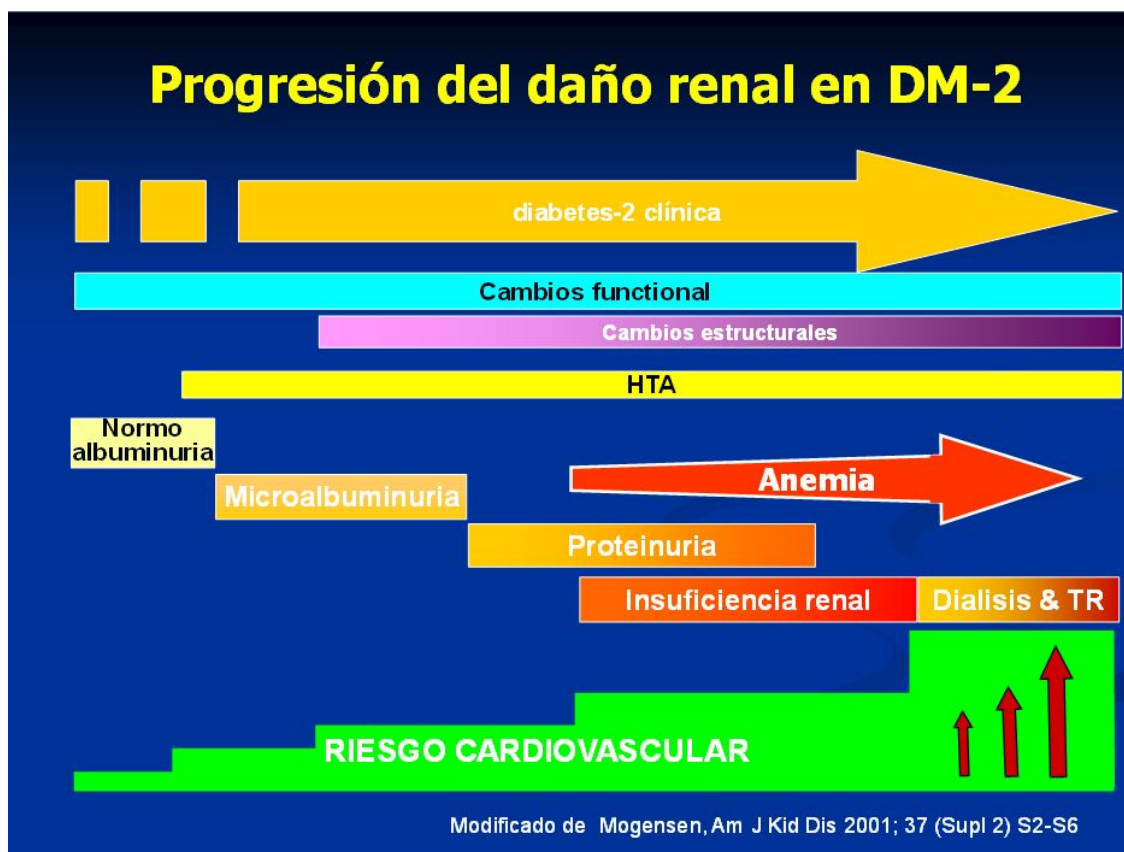 Progresión del daño renal en DM-2
diabetes-2 clínica
Cambios functional
Cambios estructurales
HTA
Normo
albuminuria
Microalbuminuria
Anemia
Proteinuria
Insuficiencia renal
Dialisis & TR
RIESGO CARDIOVASCULAR
Modificado de Mogensen, Am J Kid Dis 2001; 37 (Supl 2) S2-S6